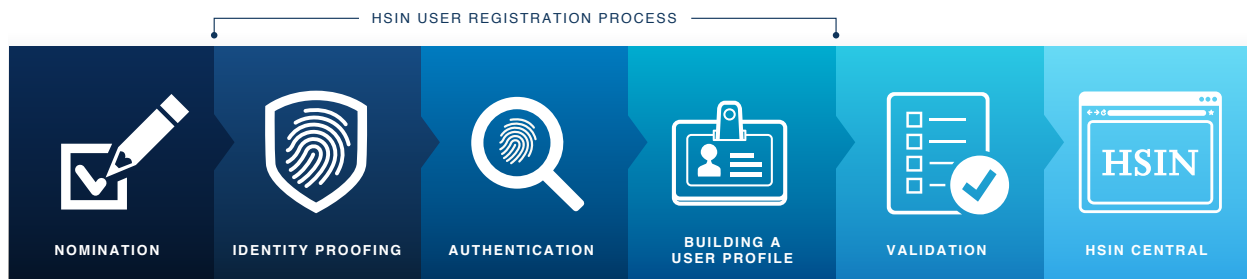 HSIN USER REGISTRATION PROCESS
HSIN
NOMINATION
IDENTITY PROOFING
AUTHENTICATION
BUILDING A
USER PROFILE
VALIDATION
HSIN CENTRAL